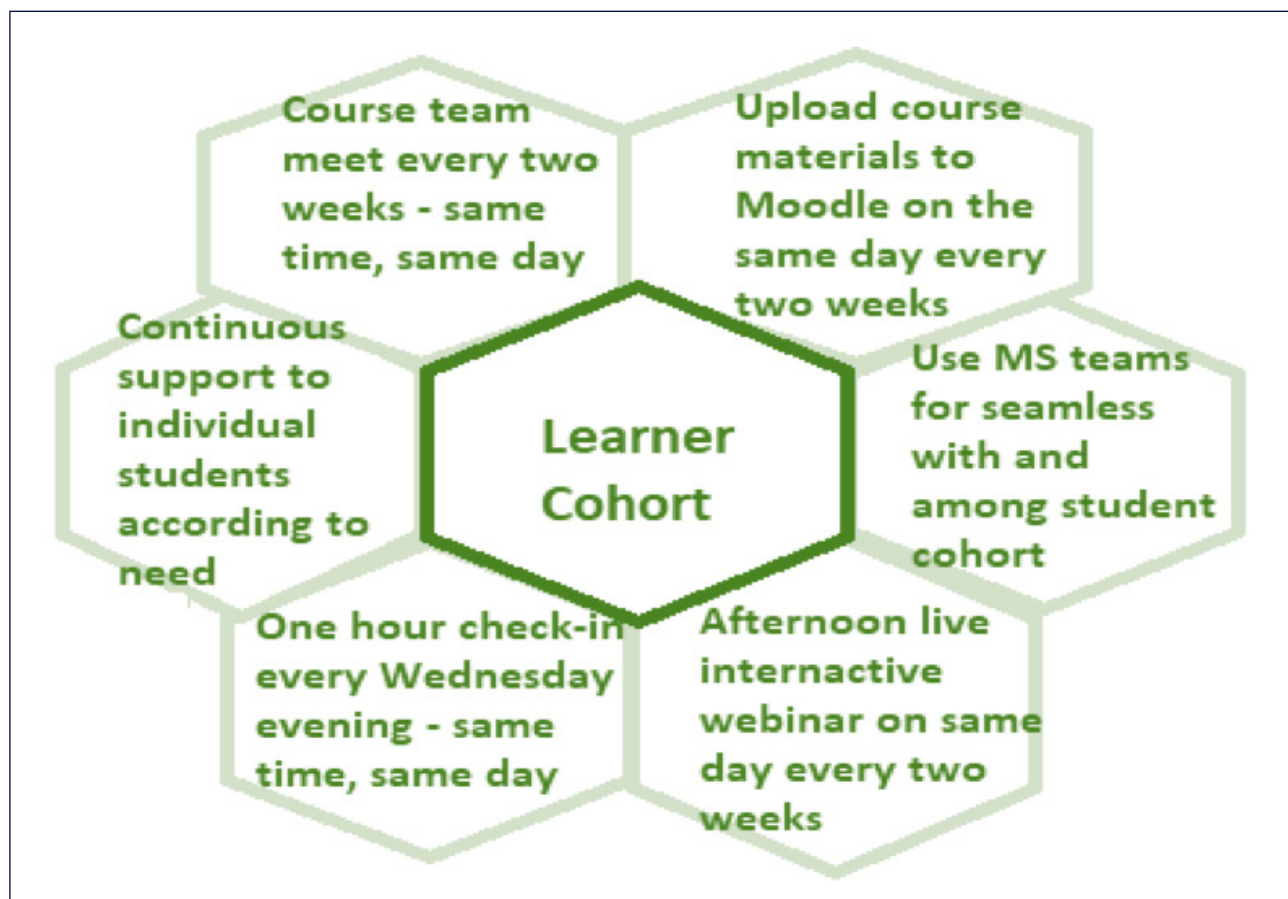 Course team
meet every two
weeks - same
time, same day
Upload course
materials to
Moodle on the
same day every
two weeks
Continuous
support to
individual
students
according to
need
Learner
Cohort
Use MS teams
for seamless
with and
among student
cohort
One hour check-in
every Wednesday
evening - same
time, same day
Afternoon live
internactive
webinar on same
day every two
weeks